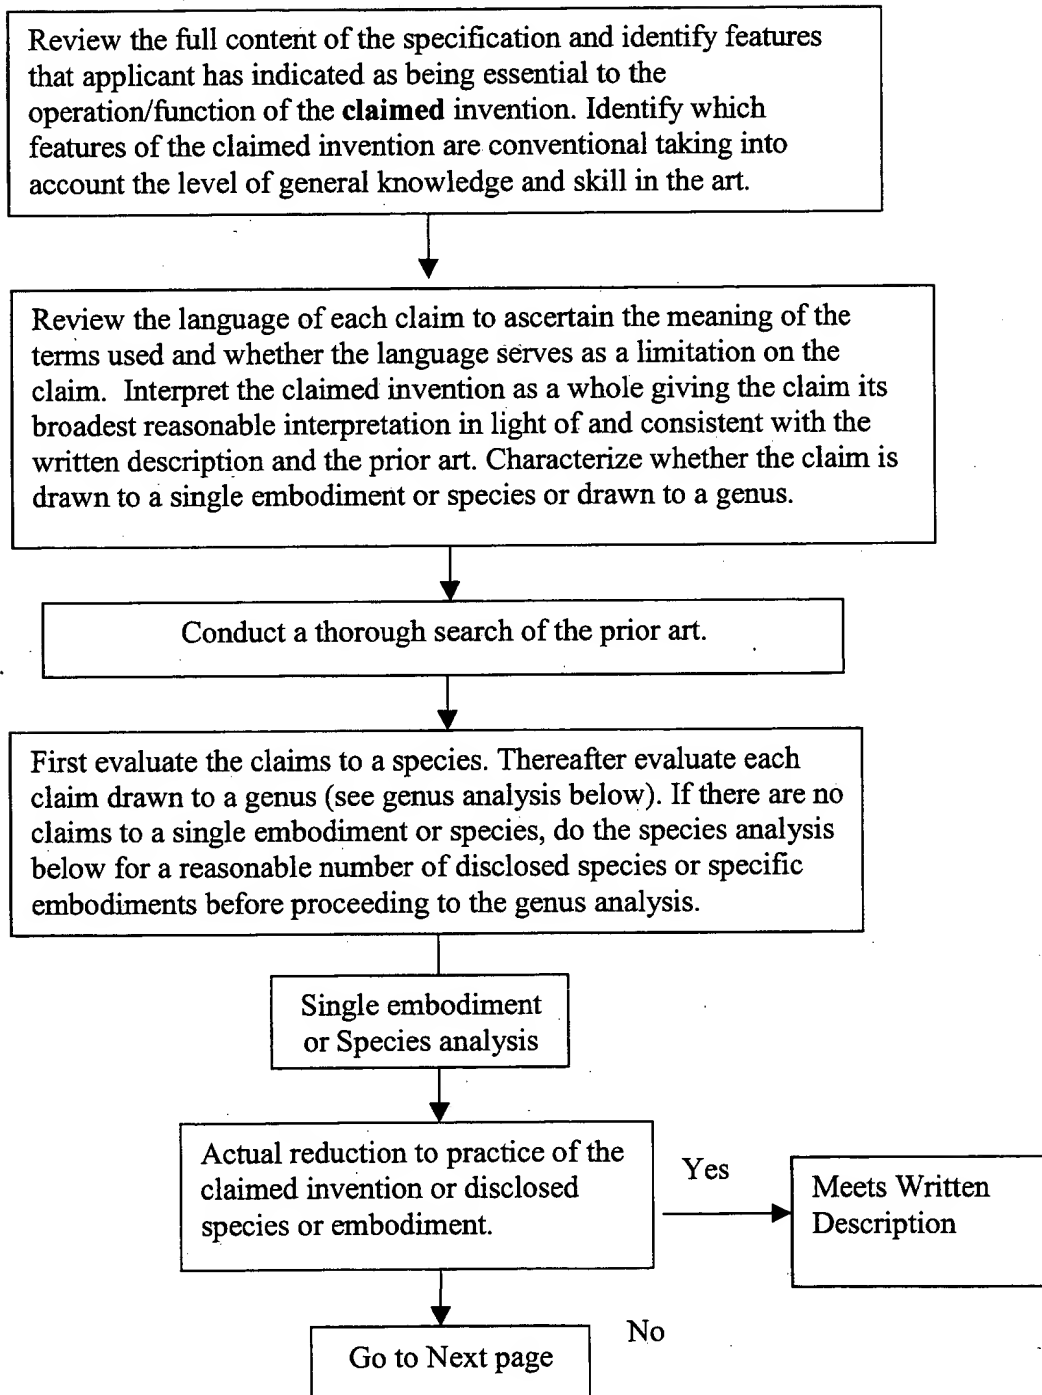 Review the full content of the specification and identify features
that applicant has indicated as being essential to the
operation/function of the claimed invention. Identify which
features of the claimed invention are conventional taking into
account the level of general knowledge and skill in the art.
Review the language of each claim to ascertain the meaning of the
terms used and whether the language serves as a limitation on the
claim. Interpret the claimed invention as a whole giving the claim its
broadest reasonable interpretation in light of and consistent with the
written description and the prior art. Characterize whether the claim is
drawn to a single embodiment or species or drawn to a genus.
Conduct a thorough search of the prior art.
First evaluate the claims to a species. Thereafter evaluate each
claim drawn to a genus (see genus analysis below). If there are no
claims to a single embodiment or species, do the species analysis
below for a reasonable number of disclosed species or specific
embodiments before proceeding to the genus analysis.
Single embodiment
or Species analysis
Actual reduction to practice of the
claimed invention or disclosed
species or embodiment.
Yes
Meets Written
Description
No
Go to Next page